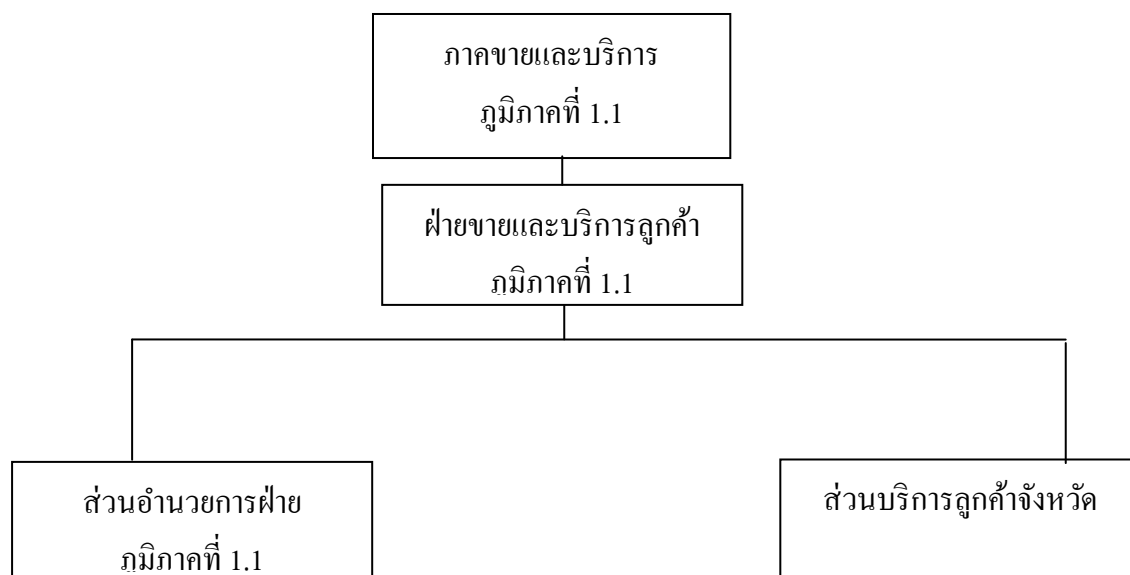 ภาคขายและบริการ
ภูมิภาคที่ 1.1
ฝ่ายขายและบริการลูกค้า
ภูมิภาคที่ 1.1
ส่วนอำนวยการฝ่าย
ภูมิภาคที่ 1.1
ส่วนบริการลูกค้าจังหวัด